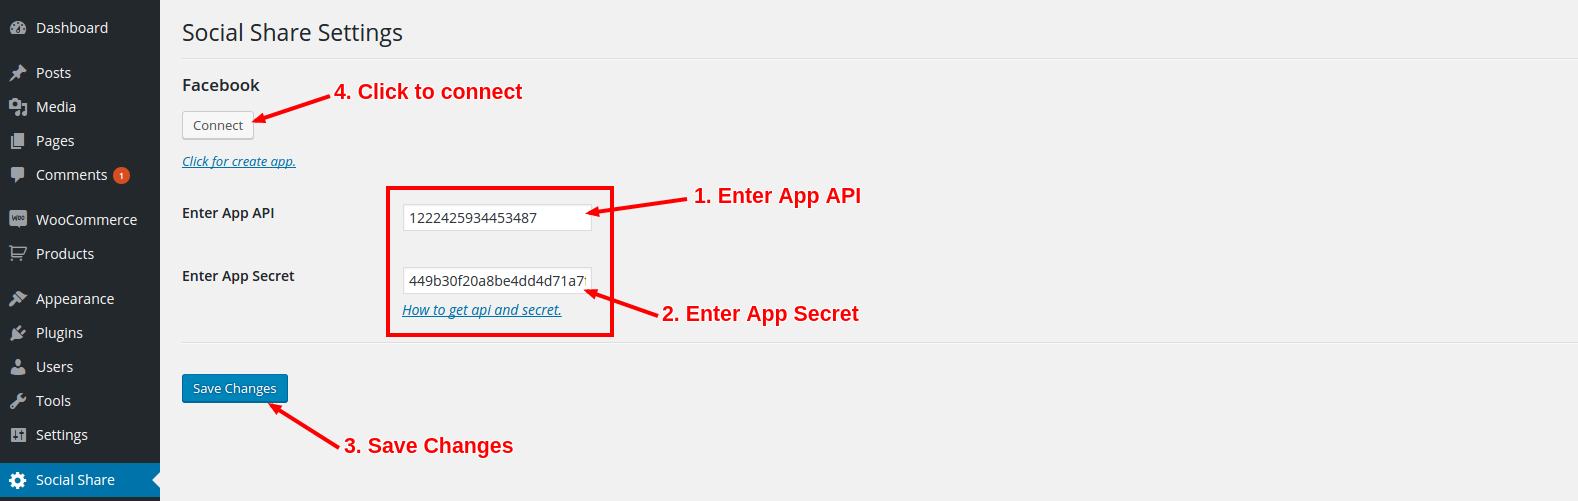 Dashboard
Posts
Media
Pages
Comments 1
WooCommerce
Products
Appearance
Plugins
Users
Tools
Settings
Social Share
Social Share Settings
Facebook
4. Click to connect
Connect
Click for create app.
1. Enter App API
Enter App API
1222425934453487
Enter App Secret
449b30f20a8be4dd4d71a7
How to get api and secret.
2. Enter App Secret
Save Changes
3. Save Changes